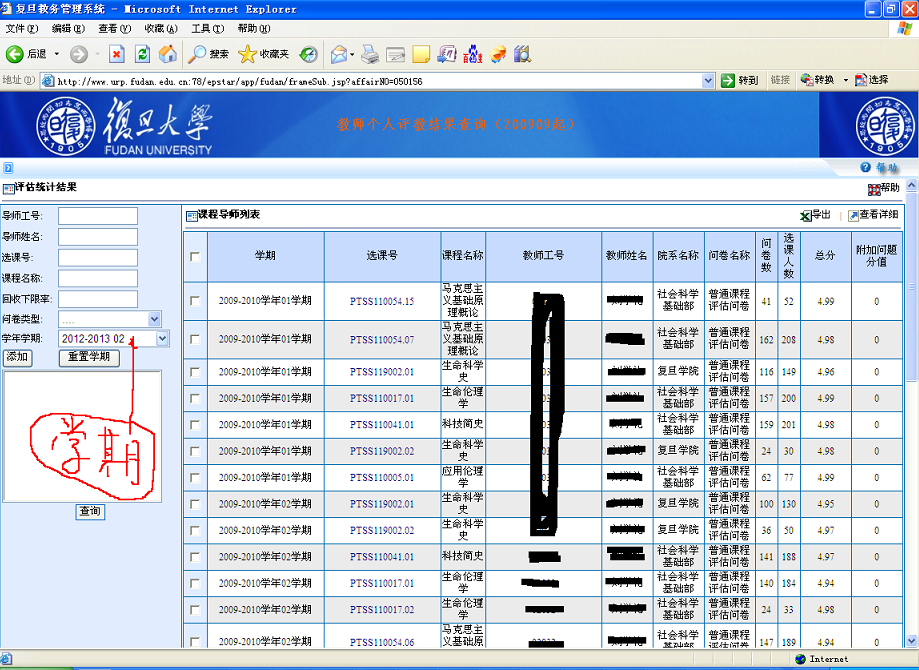 复旦教务管理系统 - Microsoft Internet Explorer
文件(F) 编辑(E) 查看(V) 收藏(A) 工具(T) 帮助(H)
后退 搜索 收藏夹
地址(D) http://www.urp.fudan.edu.cn:78/epstar/app/fudan/frameSub.jsp?affairNO=050156 转到 链接 转换 选择
復旦大學
FUDAN UNIVERSITY
1905
教师个人评教结果查询（200909起）
1905
帮助
评估统计结果 帮助
导师工号:
导师姓名:
选课号:
课程名称:
回收下限率:
问卷类型: ....
学年学期: 2012-2013 02
添加 重置学期
学期
查询
课程导师列表 导出 查看详细
学期 选课号 课程名称 教师工号 教师姓名 院系名称 问卷名称 问卷数 选课人数 总分 附加问题分值
2009-2010学年01学期 PTSS110054.15 马克思主义基础原理概论 社会科学基础部 普通课程评估问卷 41 52 4.99 0
2009-2010学年01学期 PTSS110054.07 马克思主义基础原理概论 社会科学基础部 普通课程评估问卷 162 208 4.98 0
2009-2010学年01学期 PTSS119002.01 生命科学史 复旦学院 普通课程评估问卷 116 149 4.96 0
2009-2010学年01学期 PTSS110017.01 生命伦理学 社会科学基础部 普通课程评估问卷 157 200 4.99 0
2009-2010学年01学期 PTSS110041.01 科技简史 社会科学基础部 普通课程评估问卷 159 201 4.98 0
2009-2010学年01学期 PTSS119002.02 生命科学史 复旦学院 普通课程评估问卷 24 30 4.98 0
2009-2010学年01学期 PTSS110005.01 应用伦理学 社会科学基础部 普通课程评估问卷 62 77 4.99 0
2009-2010学年02学期 PTSS119002.01 生命科学史 复旦学院 普通课程评估问卷 100 130 4.95 0
2009-2010学年02学期 PTSS119002.02 生命科学史 复旦学院 普通课程评估问卷 36 50 4.97 0
2009-2010学年02学期 PTSS110041.01 科技简史 社会科学基础部 普通课程评估问卷 141 188 4.97 0
2009-2010学年02学期 PTSS110017.01 生命伦理学 社会科学基础部 普通课程评估问卷 140 184 4.94 0
2009-2010学年02学期 PTSS110017.02 生命伦理学 社会科学基础部 普通课程评估问卷 24 33 4.98 0
2009-2010学年02学期 PTSS110054.06 马克思主义基础原 社会科学基础部 普通课程评估问卷 147 189 4.94 0
Internet